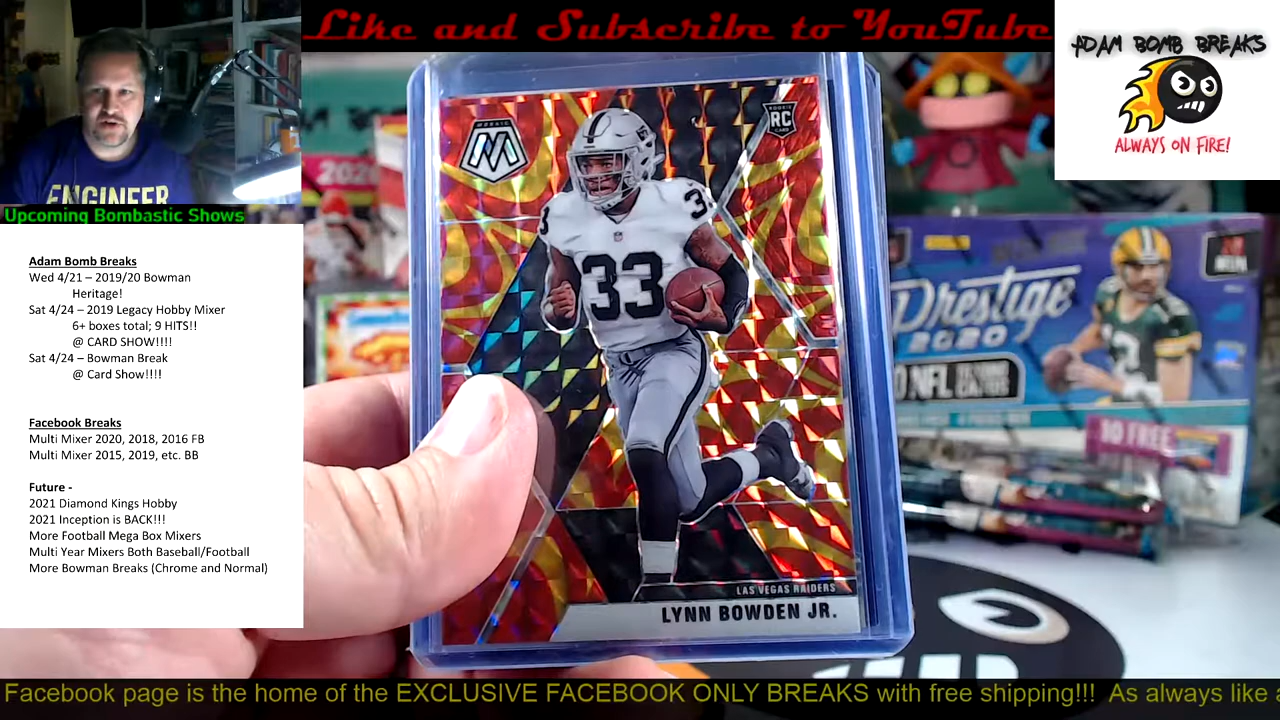 Like and Subscribe to YouTube
ADAM BOMB BREAKS
ALWAYS ON FIRE!
ENGINEER
Upcoming Bombastic Shows
Adam Bomb Breaks
Wed 4/21 – 2019/20 Bowman
Heritage!
Sat 4/24 – 2019 Legacy Hobby Mixer
6+ boxes total; 9 HITS!!
@ CARD SHOW!!!!
Sat 4/24 – Bowman Break
@ Card Show!!!!
Facebook Breaks
Multi Mixer 2020, 2018, 2016 FB
Multi Mixer 2015, 2019, etc. BB
Future -
2021 Diamond Kings Hobby
2021 Inception is BACK!!!
More Football Mega Box Mixers
Multi Year Mixers Both Baseball/Football
More Bowman Breaks (Chrome and Normal)
MOSAIC
M
ROOKIE
RC
CARD
33
33
LAS VEGAS RAIDERS
LYNN BOWDEN JR.
2020
Prestige
2020
NFL
10 FREE
Facebook page is the home of the EXCLUSIVE FACEBOOK ONLY BREAKS with free shipping!!! As always like